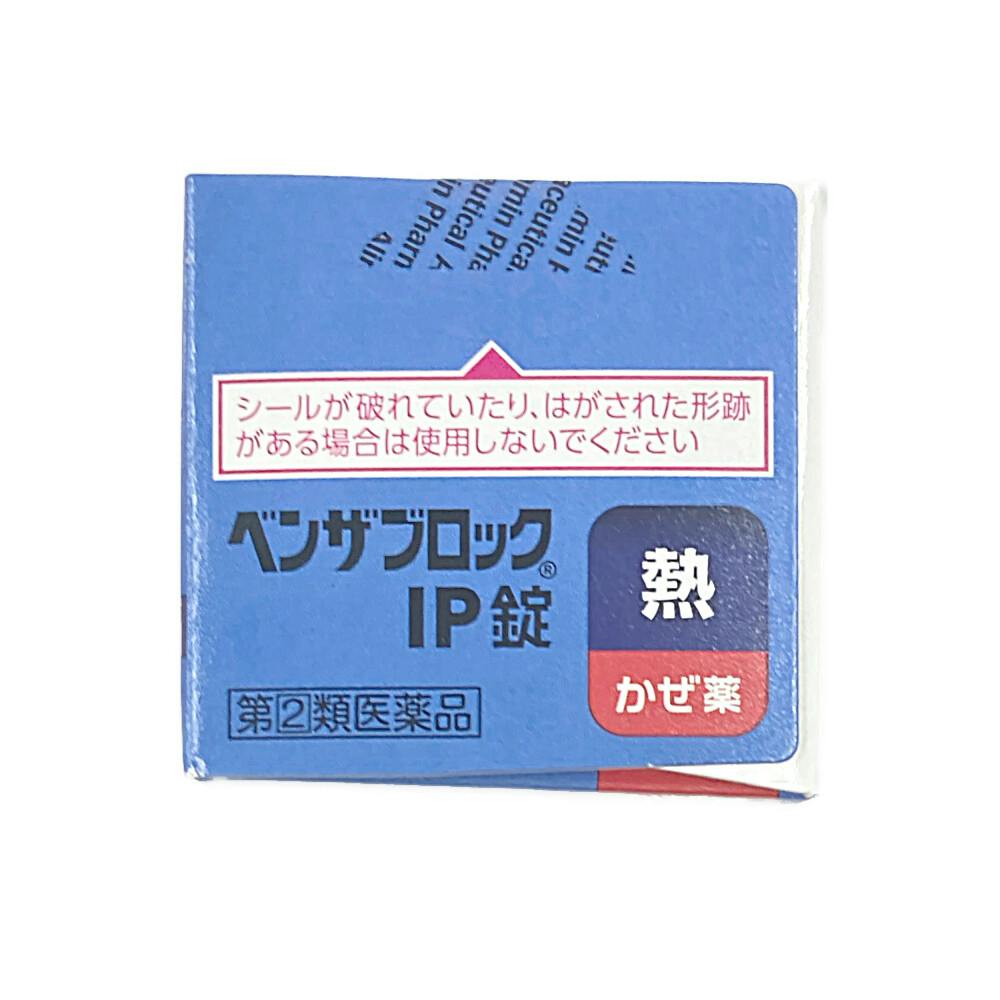 シールが破れていたり、はがされた形跡
がある場合は使用しないでください
ベンザブロック®
IP錠
熱
かぜ薬
第②類医薬品